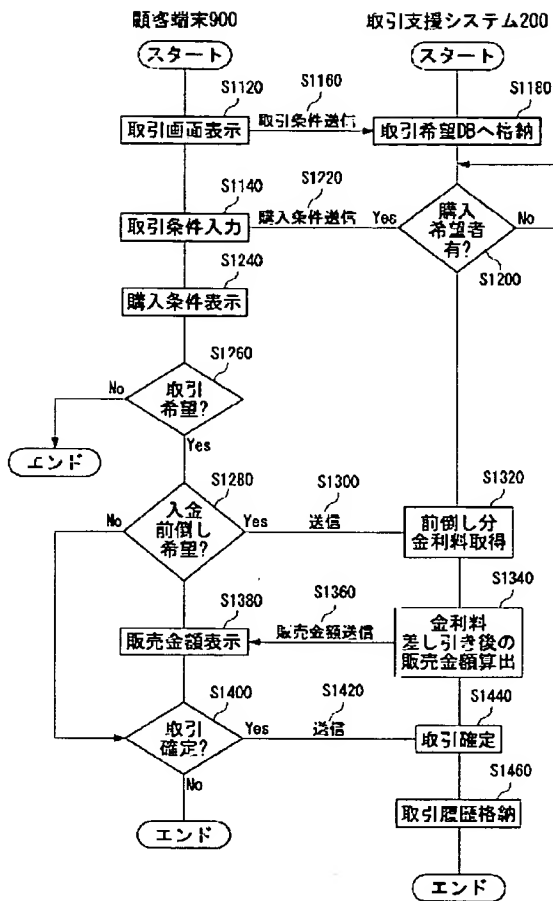 顧客端末900
取引支援システム200
スタート
スタート
S1120
S1160
S1180
取引画面表示
取引条件送信
取引希望DBへ格納
S1140
S1220
取引条件入力
購入条件送信
Yes
購入
希望者
有?
No
S1200
S1240
購入条件表示
S1260
No
取引
希望?
Yes
エンド
S1280
S1300
S1320
No
入金
前倒し
希望?
Yes
送信
前倒し分
金利料取得
S1340
S1380
S1360
販売金額表示
販売金額送信
金利料
差し引き後の
販売金額算出
S1400
S1420
S1440
取引
確定?
Yes
送信
取引確定
No
S1460
取引履歴格納
エンド
エンド